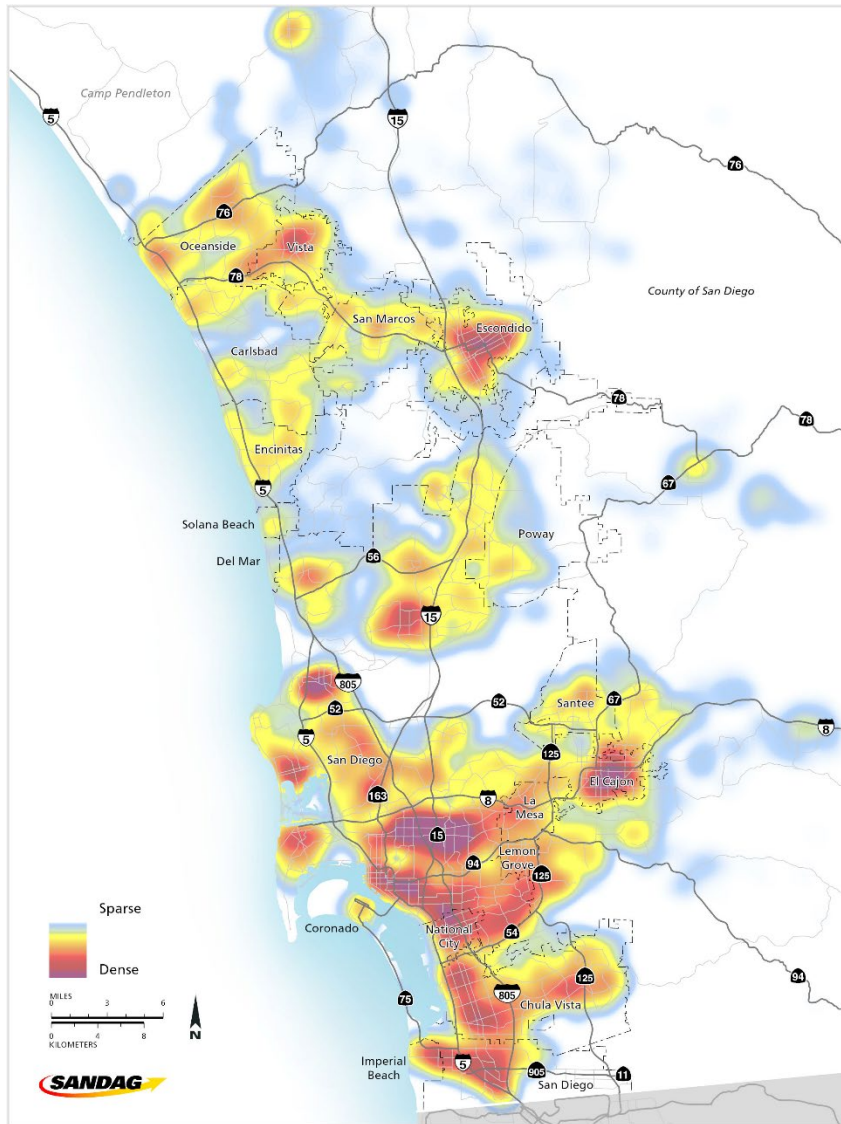 Camp Pendleton
5
15
76
76
Oceanside
Vista
78
County of San Diego
San Marcos
Escondido
Carlsbad
78
78
Encinitas
67
5
Solana Beach
Poway
Del Mar
56
15
805
52
52
Santee
67
5
125
8
San Diego
El Cajon
163
8
La
Mesa
15
Lemon
Grove
94
125
Sparse
Coronado
National
City
54
Dense
125
94
MILES
0 3 6
75
805
Chula Vista
0 4 8
KILOMETERS
N
Imperial
Beach
5
905
11
San Diego
SANDAG